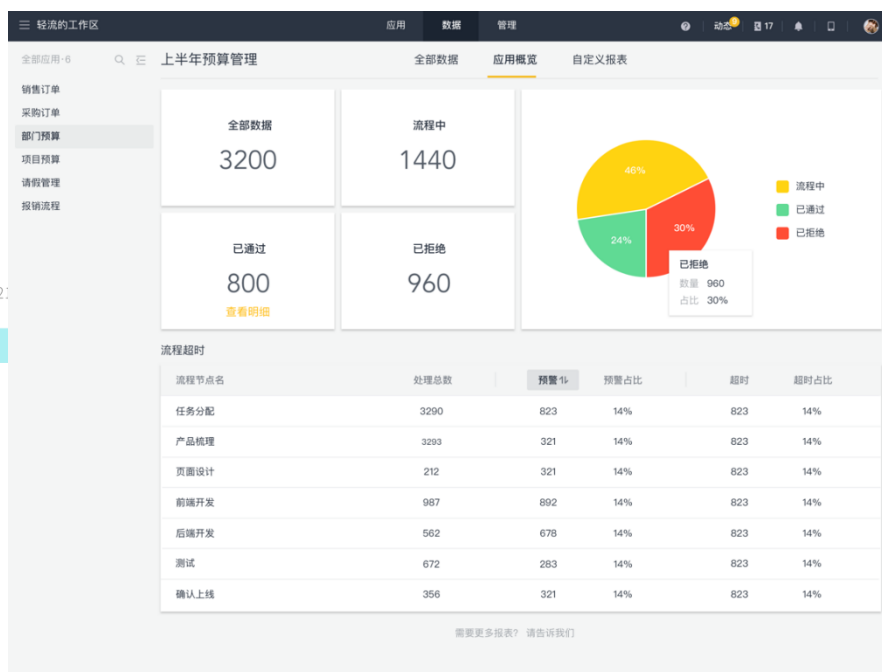 轻流的工作区 应用 数据 管理 动态 9 17
全部应用·6 上半年预算管理 全部数据 应用概览 自定义报表
销售订单
采购订单
部门预算
项目预算
请假管理
报销流程
全部数据
3200
流程中
1440
已通过
800
查看明细
已拒绝
960
46%
24%
30%
已拒绝
数量 960
占比 30%
流程中
已通过
已拒绝
流程超时
流程节点名 处理总数 预警 预警占比 超时 超时占比
任务分配 3290 823 14% 823 14%
产品梳理 3293 321 14% 823 14%
页面设计 212 321 14% 823 14%
前端开发 987 892 14% 823 14%
后端开发 562 678 14% 823 14%
测试 672 283 14% 823 14%
确认上线 356 321 14% 823 14%
需要更多报表? 请告诉我们